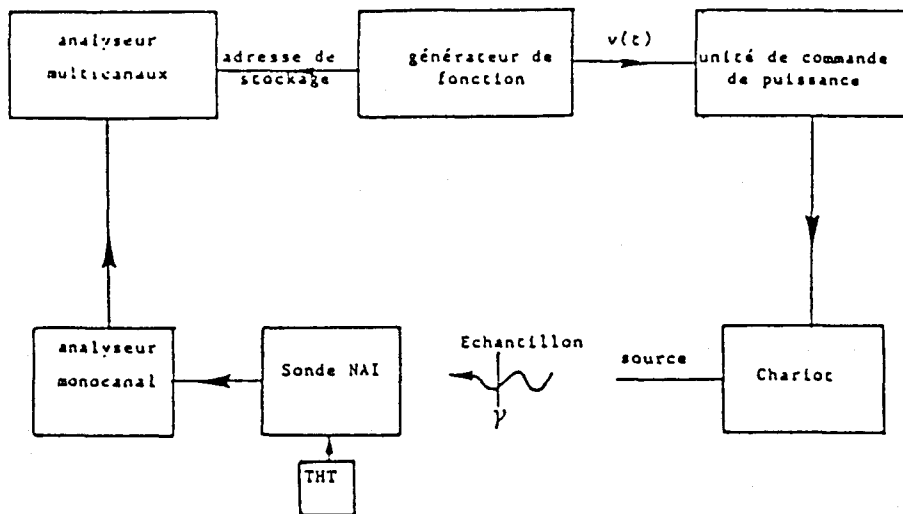 analyseur
multicanaux
adresse de
stockage
générateur de
fonction
v(t)
unité de commande
de puissance
analyseur
monocanal
Sonde NAI
THT
Echantillon
γ
source
Chariot